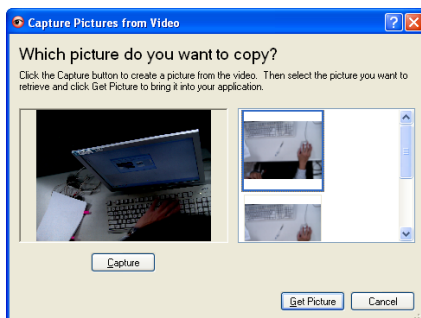 Capture Pictures from Video
Which picture do you want to copy?
Click the Capture button to create a picture from the video. Then select the picture you want to
retrieve and click Get Picture to bring it into your application.
Capture
Get Picture
Cancel